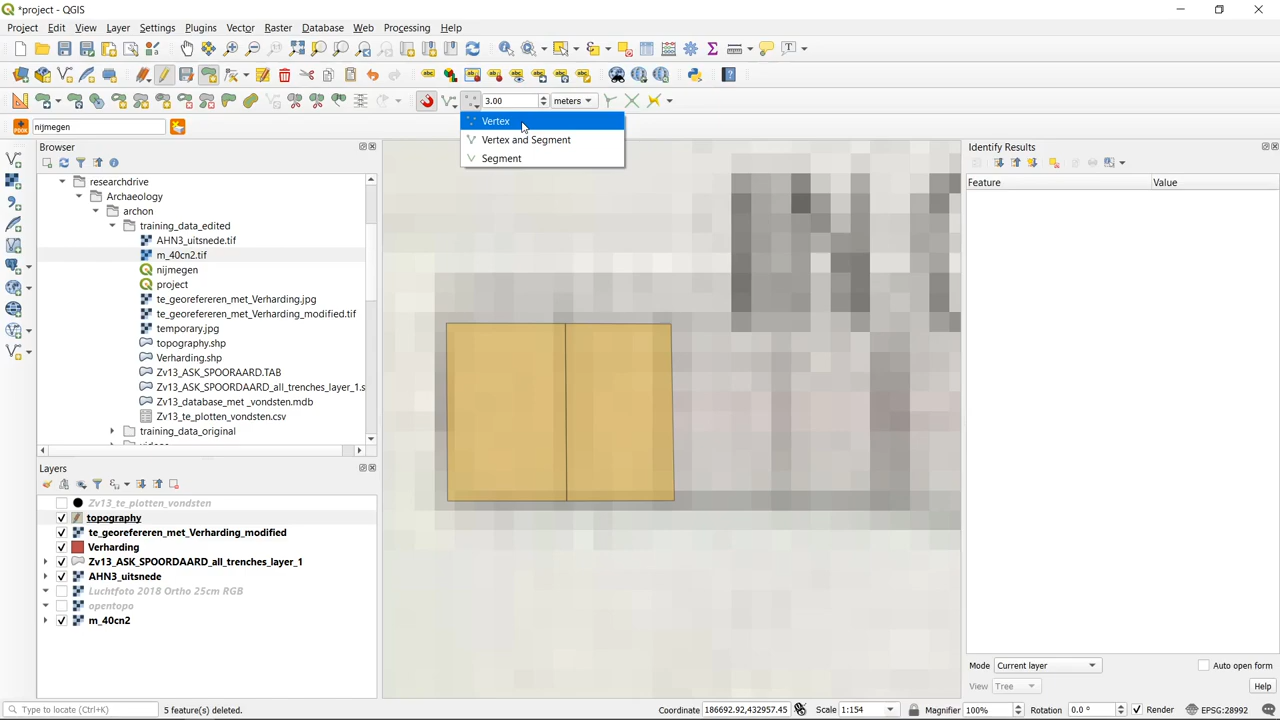 *project - QGIS
Project Edit View Layer Settings Plugins Vector Raster Database Web Processing Help
3.00 meters
nijmegen
Vertex
Vertex and Segment
Segment
Browser
researchdrive
Archaeology
archon
training_data_edited
AHN3_uitsnede.tif
m_40cn2.tif
nijmegen
project
te_georefereren_met_Verharding.jpg
te_georefereren_met_Verharding_modified.tif
temporary.jpg
topography.shp
Verharding.shp
Zv13_ASK_SPOORAARD.TAB
Zv13_ASK_SPOORDAARD_all_trenches_layer_1.s
Zv13_database_met_vondsten.mdb
Zv13_te_plotten_vondsten.csv
training_data_original
Layers
Zv13_te_plotten_vondsten
topography
te_georefereren_met_Verharding_modified
Verharding
Zv13_ASK_SPOORDAARD_all_trenches_layer_1
AHN3_uitsnede
Luchtfoto 2018 Ortho 25cm RGB
opentopo
m_40cn2
Identify Results
Feature Value
Mode Current layer Auto open form
View Tree Help
Type to locate (Ctrl+K) 5 feature(s) deleted. Coordinate 186692.92,432957.45 Scale 1:154 Magnifier 100% Rotation 0.0 ° Render EPSG:28992